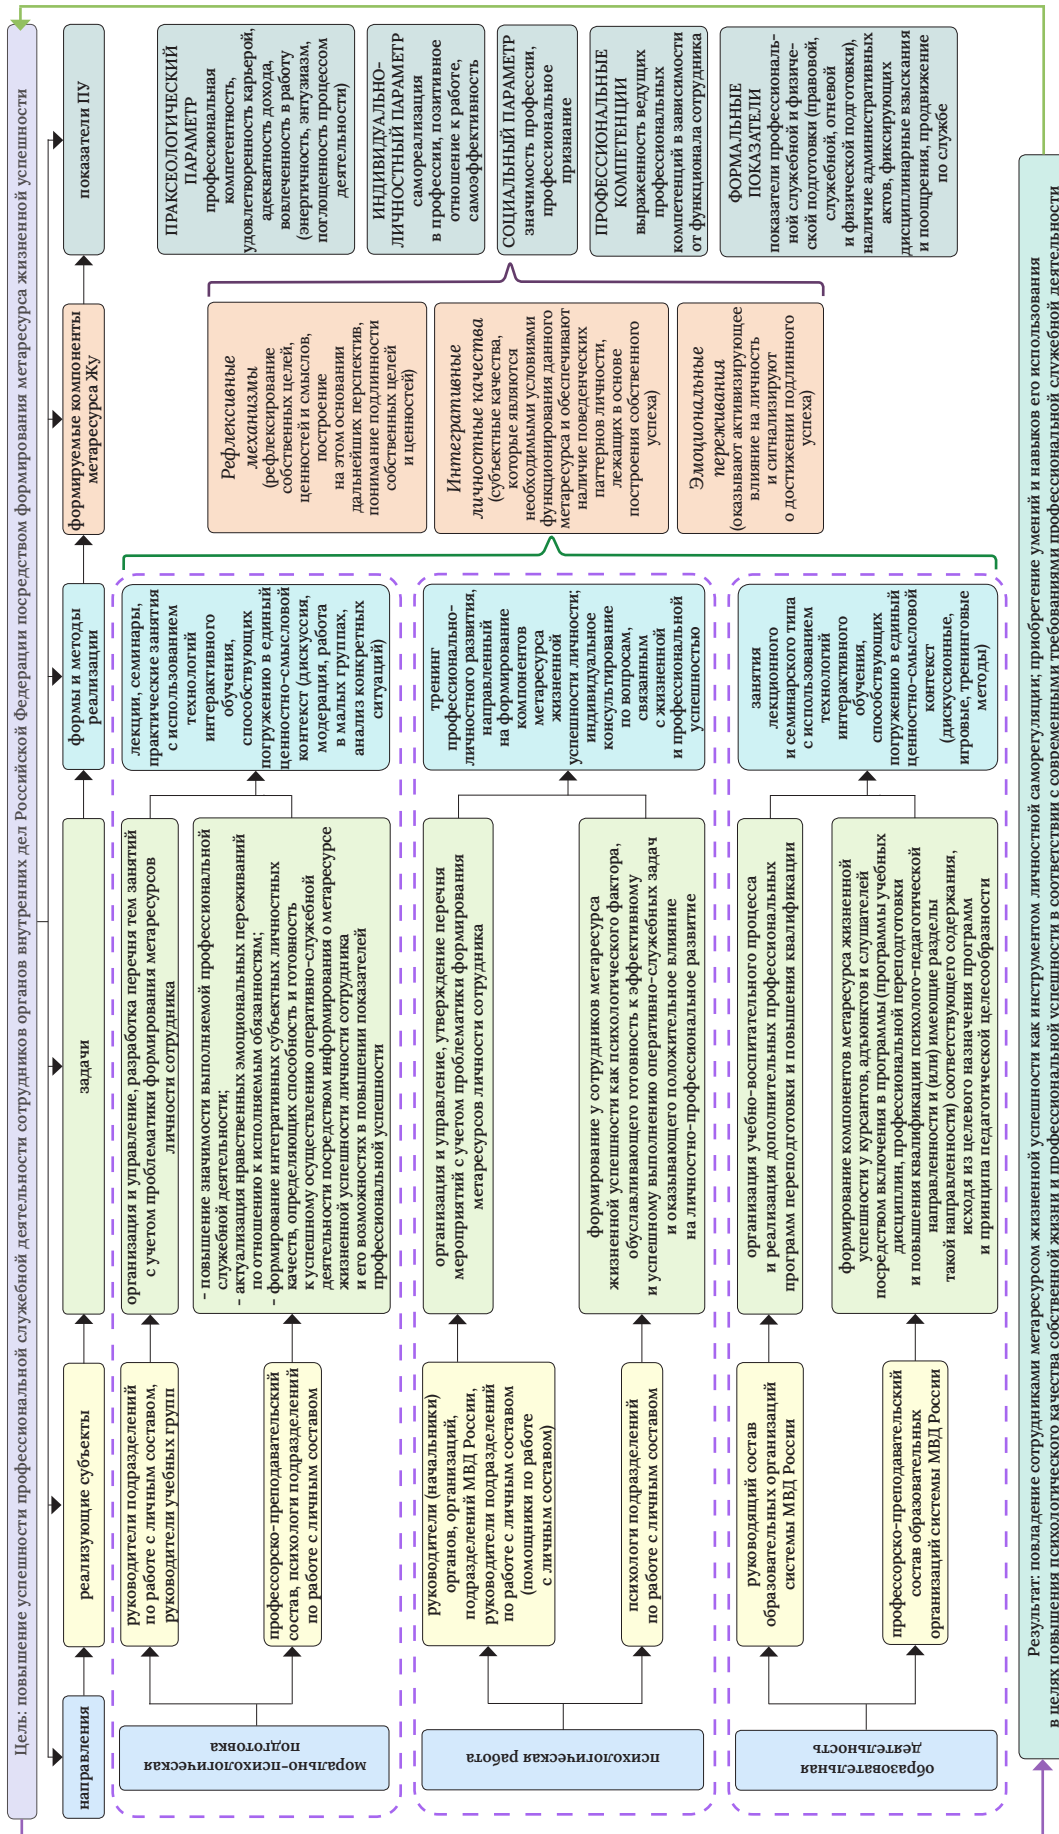 Цель: повышение успешности профессиональной служебной деятельности сотрудников органов внутренних дел Российской Федерации посредством формирования метаресурса жизненной успешности
направления
реализующие субъекты
задачи
формы и методы
реализации
формируемые компоненты
метаресурса Жу
показатели ПУ
морально-психологическая
подготовка
руководители подразделений
по работе с личным составом,
руководители учебных групп
организация и управление, разработка перечня тем занятий
с учетом проблематики формирования метаресурсов
личности сотрудника
профессорско-преподавательский
состав, психологи подразделений
по работе с личным составом
– повышение значимости выполняемой профессиональной
служебной деятельности;
– актуализация нравственных эмоциональных переживаний
по отношению к исполняемым обязанностям;
– формирование интегративных субъектных личностных
качеств, определяющих способность и готовность
к успешному осуществлению оперативно-служебной
деятельности посредством информирования о метаресурсе
жизненной успешности личности сотрудника
и его возможностях в повышении показателей
профессиональной успешности
лекции, семинары,
практические занятия
с использованием
технологий
интерактивного
обучения,
способствующих
погружению в единый
ценностно-смысловой
контекст (дискуссия,
модерация, работа
в малых группах,
анализ конкретных
ситуаций)
психологическая работа
руководители (начальники)
органов, организаций,
подразделений МВД России,
руководители подразделений
по работе с личным составом
(помощники по работе
с личным составом)
организация и управление, утверждение перечня
мероприятий с учетом проблематики формирования
метаресурсов личности сотрудника
психологи подразделений
по работе с личным составом
формирование у сотрудников метаресурса
жизненной успешности как психологического фактора,
обуславливающего готовность к эффективному
и успешному выполнению оперативно-служебных задач
и оказывающего положительное влияние
на личностно-профессиональное развитие
тренинг
профессионально-
личностного развития,
направленный
на формирование
компонентов
метаресурса
жизненной
успешности личности;
индивидуальное
консультирование
по вопросам,
связанным
с жизненной
и профессиональной
успешностью
образовательная
деятельность
руководящий состав
образовательных организаций
системы МВД России
организация учебно-воспитательного процесса
и реализация дополнительных профессиональных
программ переподготовки и повышения квалификации
профессорско-преподавательский
состав образовательных
организаций системы МВД России
формирование компонентов метаресурса жизненной
успешности у курсантов, адъюнктов и слушателей
посредством включения в программы (программы учебных
дисциплин, профессиональной переподготовки
и повышения квалификации психолого-педагогической
направленности и (или) имеющие разделы
такой направленности) соответствующего содержания,
исходя из целевого назначения программ
и принципа педагогической целесообразности
занятия
лекционного
и семинарского типа
с использованием
технологий
интерактивного
обучения,
способствующих
погружению в единый
ценностно-смысловой
контекст
(дискуссионные,
игровые, тренинговые
методы)
Рефлексивные
механизмы
(рефлексирование
собственных целей,
ценностей и смыслов,
построение
на этом основании
дальнейших перспектив,
понимание подлинности
собственных целей
и ценностей)
Интегративные
личностные качества
(субъектные качества,
которые являются
необходимыми условиями
функционирования данного
метаресурса и обеспечивают
наличие поведенческих
паттернов личности,
лежащих в основе
построения собственного
успеха)
Эмоциональные
переживания
(оказывают активизирующее
влияние на личность
и сигнализируют
о достижении подлинного
успеха)
ПРАКСЕОЛОГИЧЕСКИЙ
ПАРАМЕТР
профессиональная
компетентность,
удовлетворенность карьерой,
адекватность дохода,
вовлеченность в работу
(энергичность, энтузиазм,
поглощенность процессом
деятельности)
ИНДИВИДУАЛЬНО-
ЛИЧНОСТНЫЙ ПАРАМЕТР
самореализация
в профессии, позитивное
отношение к работе,
самоэффективность
СОЦИАЛЬНЫЙ ПАРАМЕТР
значимость профессии,
профессиональное
признание
ПРОФЕССИОНАЛЬНЫЕ
КОМПЕТЕНЦИИ
выраженность ведущих
профессиональных
компетенций в зависимости
от функционала сотрудника
ФОРМАЛЬНЫЕ
ПОКАЗАТЕЛИ
показатели профессиональ-
ной служебной и физиче-
ской подготовки (правовой,
служебной, огневой
и физической подготовки),
наличие административных
актов, фиксирующих
дисциплинарные взыскания
и поощрения, продвижение
по службе
Результат: повладение сотрудниками метаресурсом жизненной успешности как инструментом личностной саморегуляции; приобретение умений и навыков его использования
в целях повышения психологического качества собственной жизни и профессиональной успешности в соответствии с современными требованиями профессиональной служебной деятельности